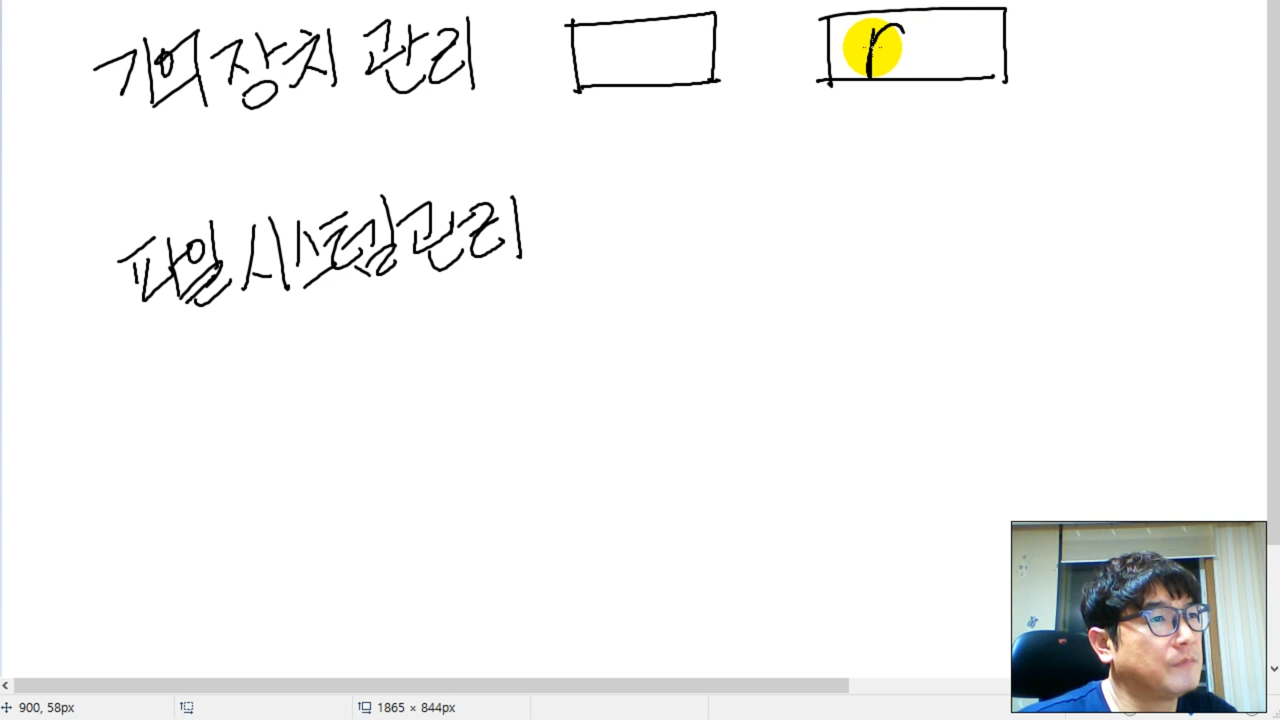 기억장치 관리
r
파일 시스템 관리
900, 58px
1865 × 844px